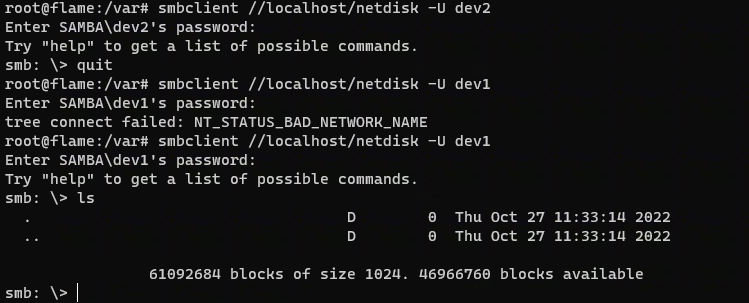 root@flame:/var# smbclient //localhost/netdisk -U dev2
Enter SAMBA\dev2's password:
Try "help" to get a list of possible commands.
smb: \> quit
root@flame:/var# smbclient //localhost/netdisk -U dev1
Enter SAMBA\dev1's password:
tree connect failed: NT_STATUS_BAD_NETWORK_NAME
root@flame:/var# smbclient //localhost/netdisk -U dev1
Enter SAMBA\dev1's password:
Try "help" to get a list of possible commands.
smb: \> ls
  .                                   D        0  Thu Oct 27 11:33:14 2022
  ..                                  D        0  Thu Oct 27 11:33:14 2022

                61092684 blocks of size 1024. 46966760 blocks available
smb: \>